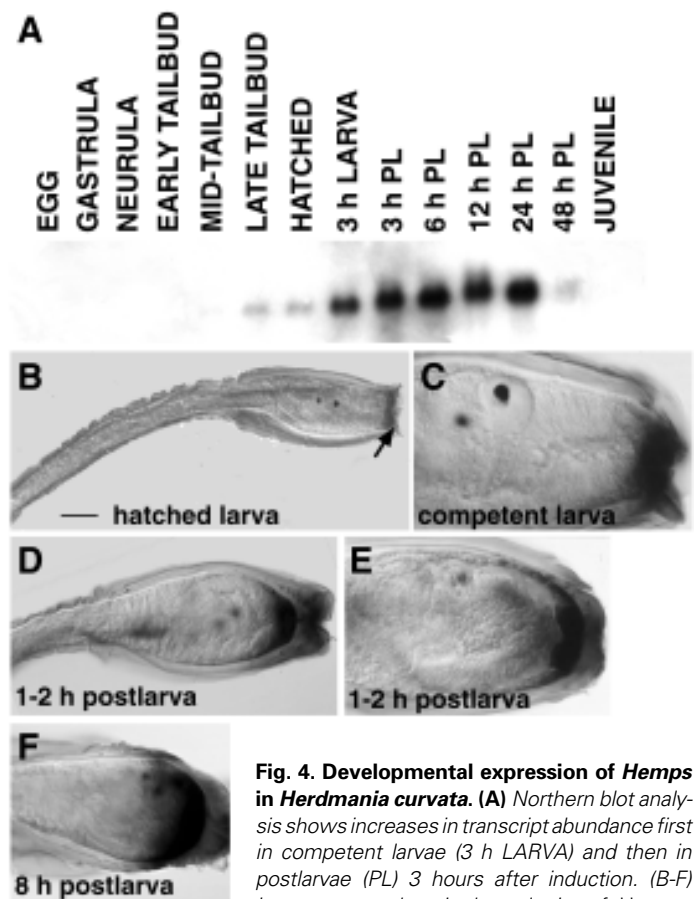 A
EGG
GASTRULA
NEURULA
EARLY TAILBUD
MID-TAILBUD
LATE TAILBUD
HATCHED
3 h LARVA
3 h PL
6 h PL
12 h PL
24 h PL
48 h PL
JUVENILE
B
hatched larva
C
competent larva
D
1-2 h postlarva
E
1-2 h postlarva
F
8 h postlarva
Fig. 4. Developmental expression of Hemps
in Herdmania curvata. (A) Northern blot analy-
sis shows increases in transcript abundance first
in competent larvae (3 h LARVA) and then in
postlarvae (PL) 3 hours after induction. (B-F)